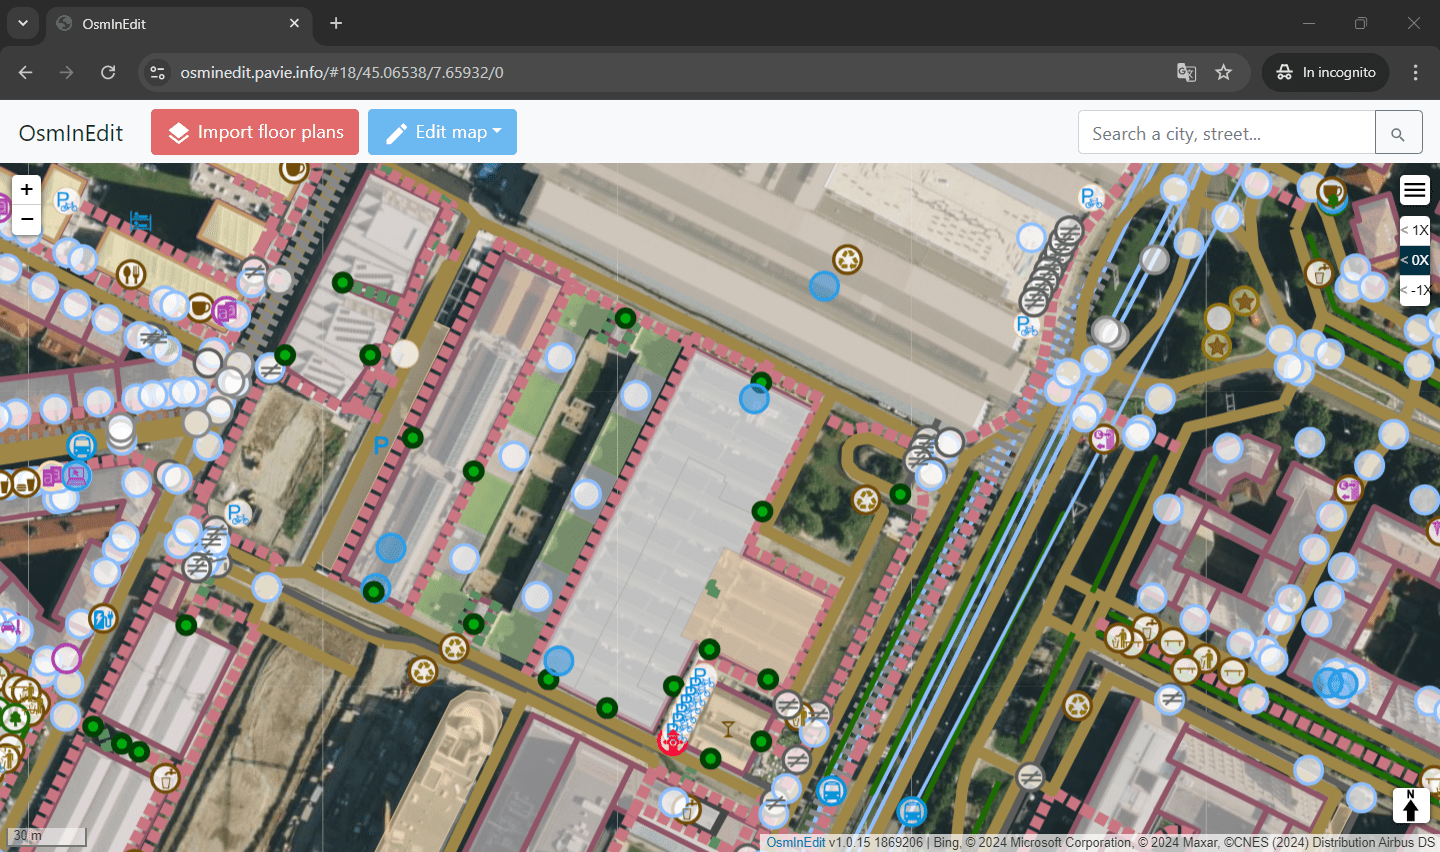 OsmInEdit
osminedit.pavie.info/#18/45.06538/7.65932/0
In incognito
OsmInEdit
Import floor plans
Edit map
Search a city, street...
+
−
< 1X
< 0X
< -1X
P
N
30 m
OsmInEdit v1.0.15 1869206 | Bing, © 2024 Microsoft Corporation, © 2024 Maxar, ©CNES (2024) Distribution Airbus DS